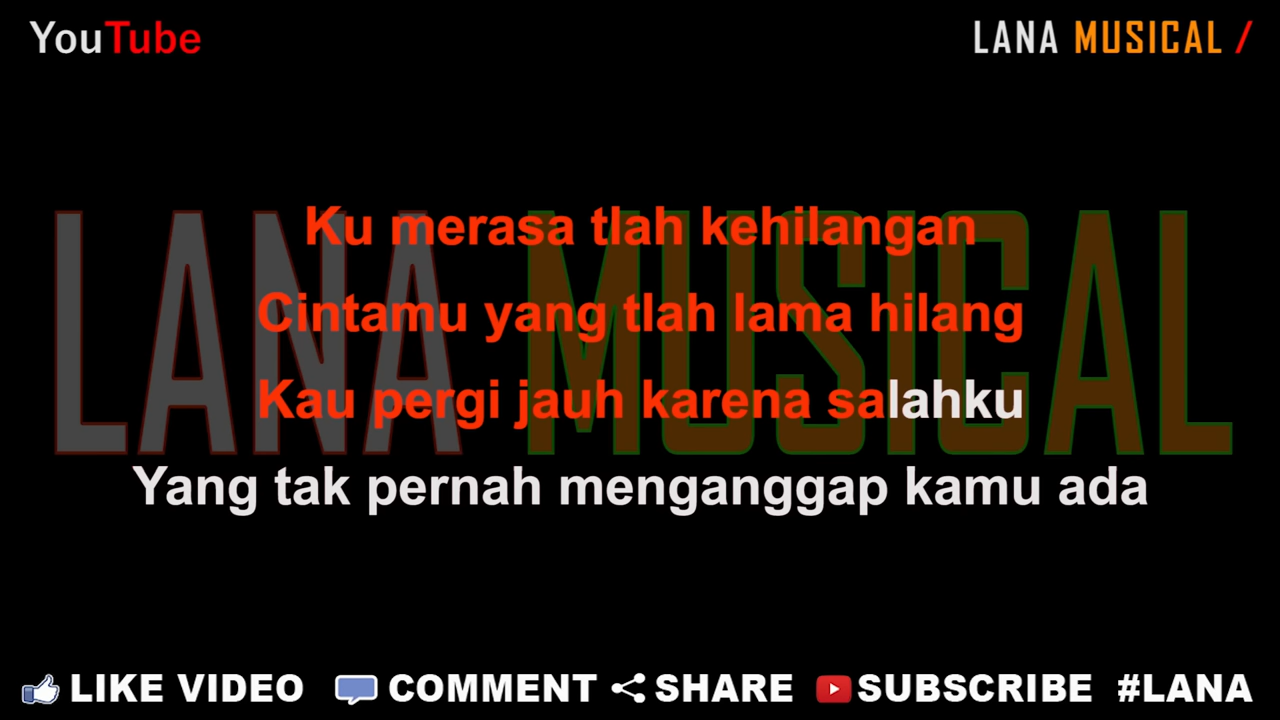 YouTube
LANA MUSICAL /
LANA MUSICAL
Ku merasa tlah kehilangan
Cintamu yang tlah lama hilang
Kau pergi jauh karena salahku
Yang tak pernah menganggap kamu ada
LIKE VIDEO COMMENT SHARE SUBSCRIBE #LANA